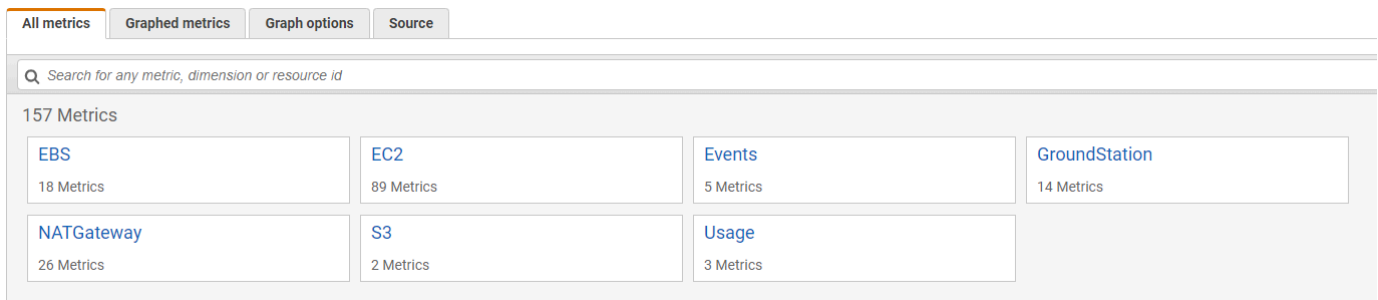 All metrics Graphed metrics Graph options Source
Search for any metric, dimension or resource id
157 Metrics
EBS EC2 Events GroundStation
18 Metrics 89 Metrics 5 Metrics 14 Metrics
NATGateway S3 Usage
26 Metrics 2 Metrics 3 Metrics